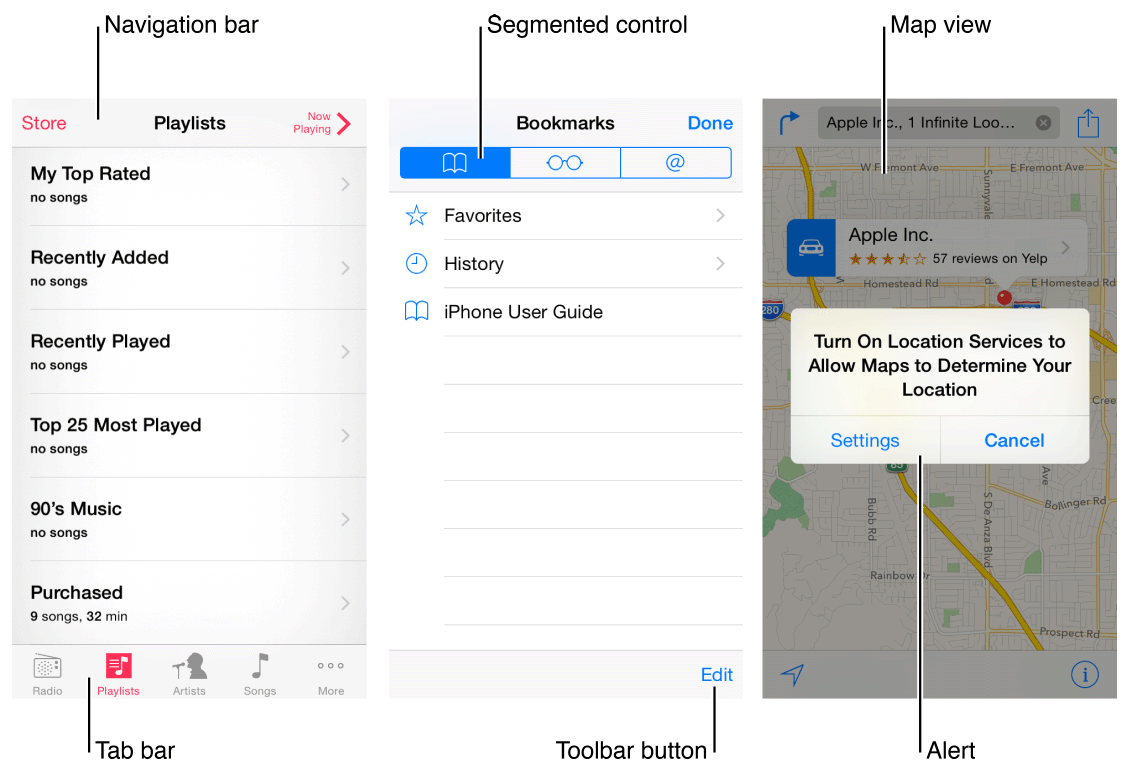 Navigation bar
Segmented control
Map view
Store
Playlists
Now
Playing
My Top Rated
no songs
Recently Added
no songs
Recently Played
no songs
Top 25 Most Played
no songs
90's Music
no songs
Purchased
9 songs, 32 min
Radio
Playlists
Artists
Songs
More
Bookmarks
Done
@
Favorites
History
iPhone User Guide
Edit
Apple Inc., 1 Infinite Loo...
W Fremont Ave
E Fremont Ave
Sunnyvale
Apple Inc.
57 reviews on Yelp
Homestead Rd
E Homestead Rd
280
280
Turn On Location Services to
Allow Maps to Determine Your
Location
Settings
Cancel
Cree
85
Ave
Bollinger Rd
Bubb Rd
S De Anza Blvd
Rainbow Dr
Prospect Rd
i
Tab bar
Toolbar button
Alert